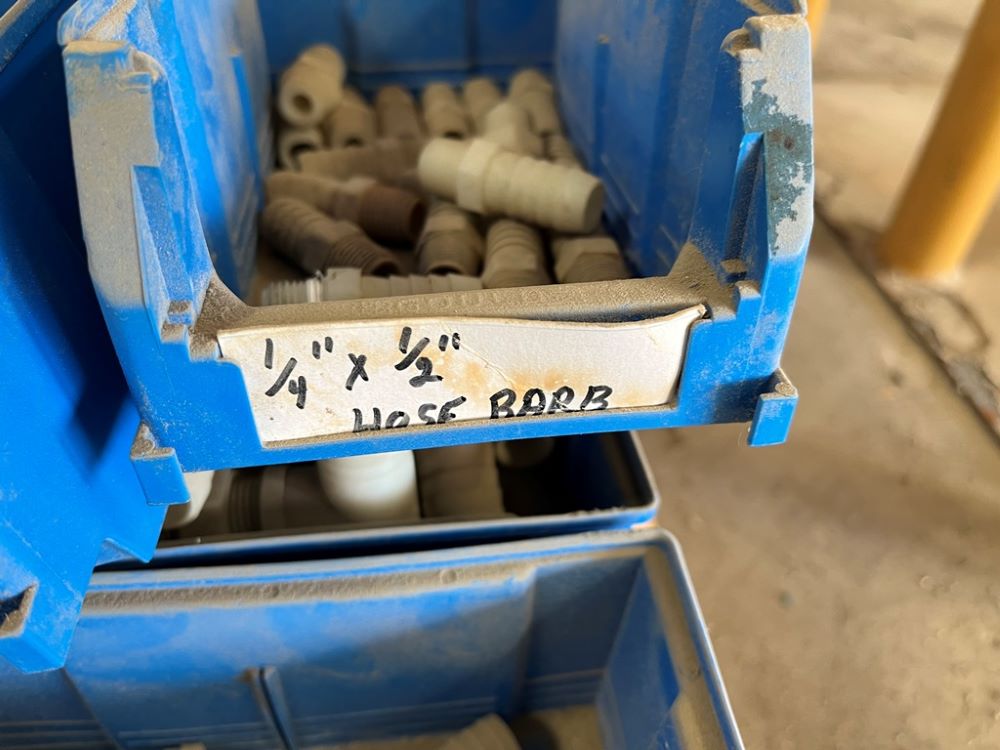 1/4" x 1/2"
HOSE BARB